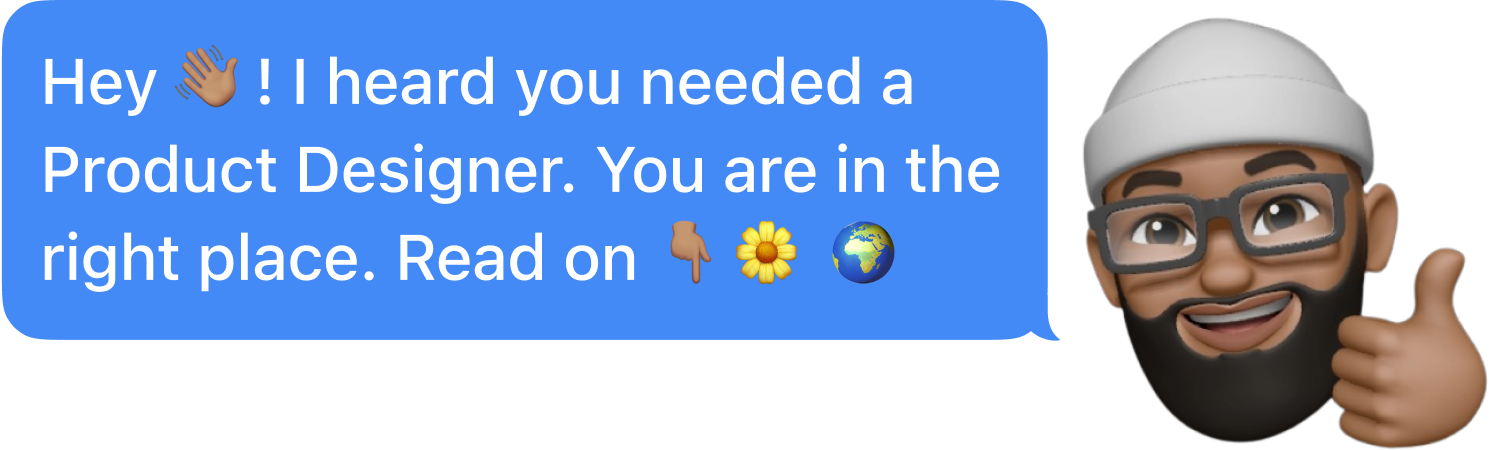 Hey 👋🏽 ! I heard you needed a
Product Designer. You are in the
right place. Read on 👇🏽 🌼 🌍